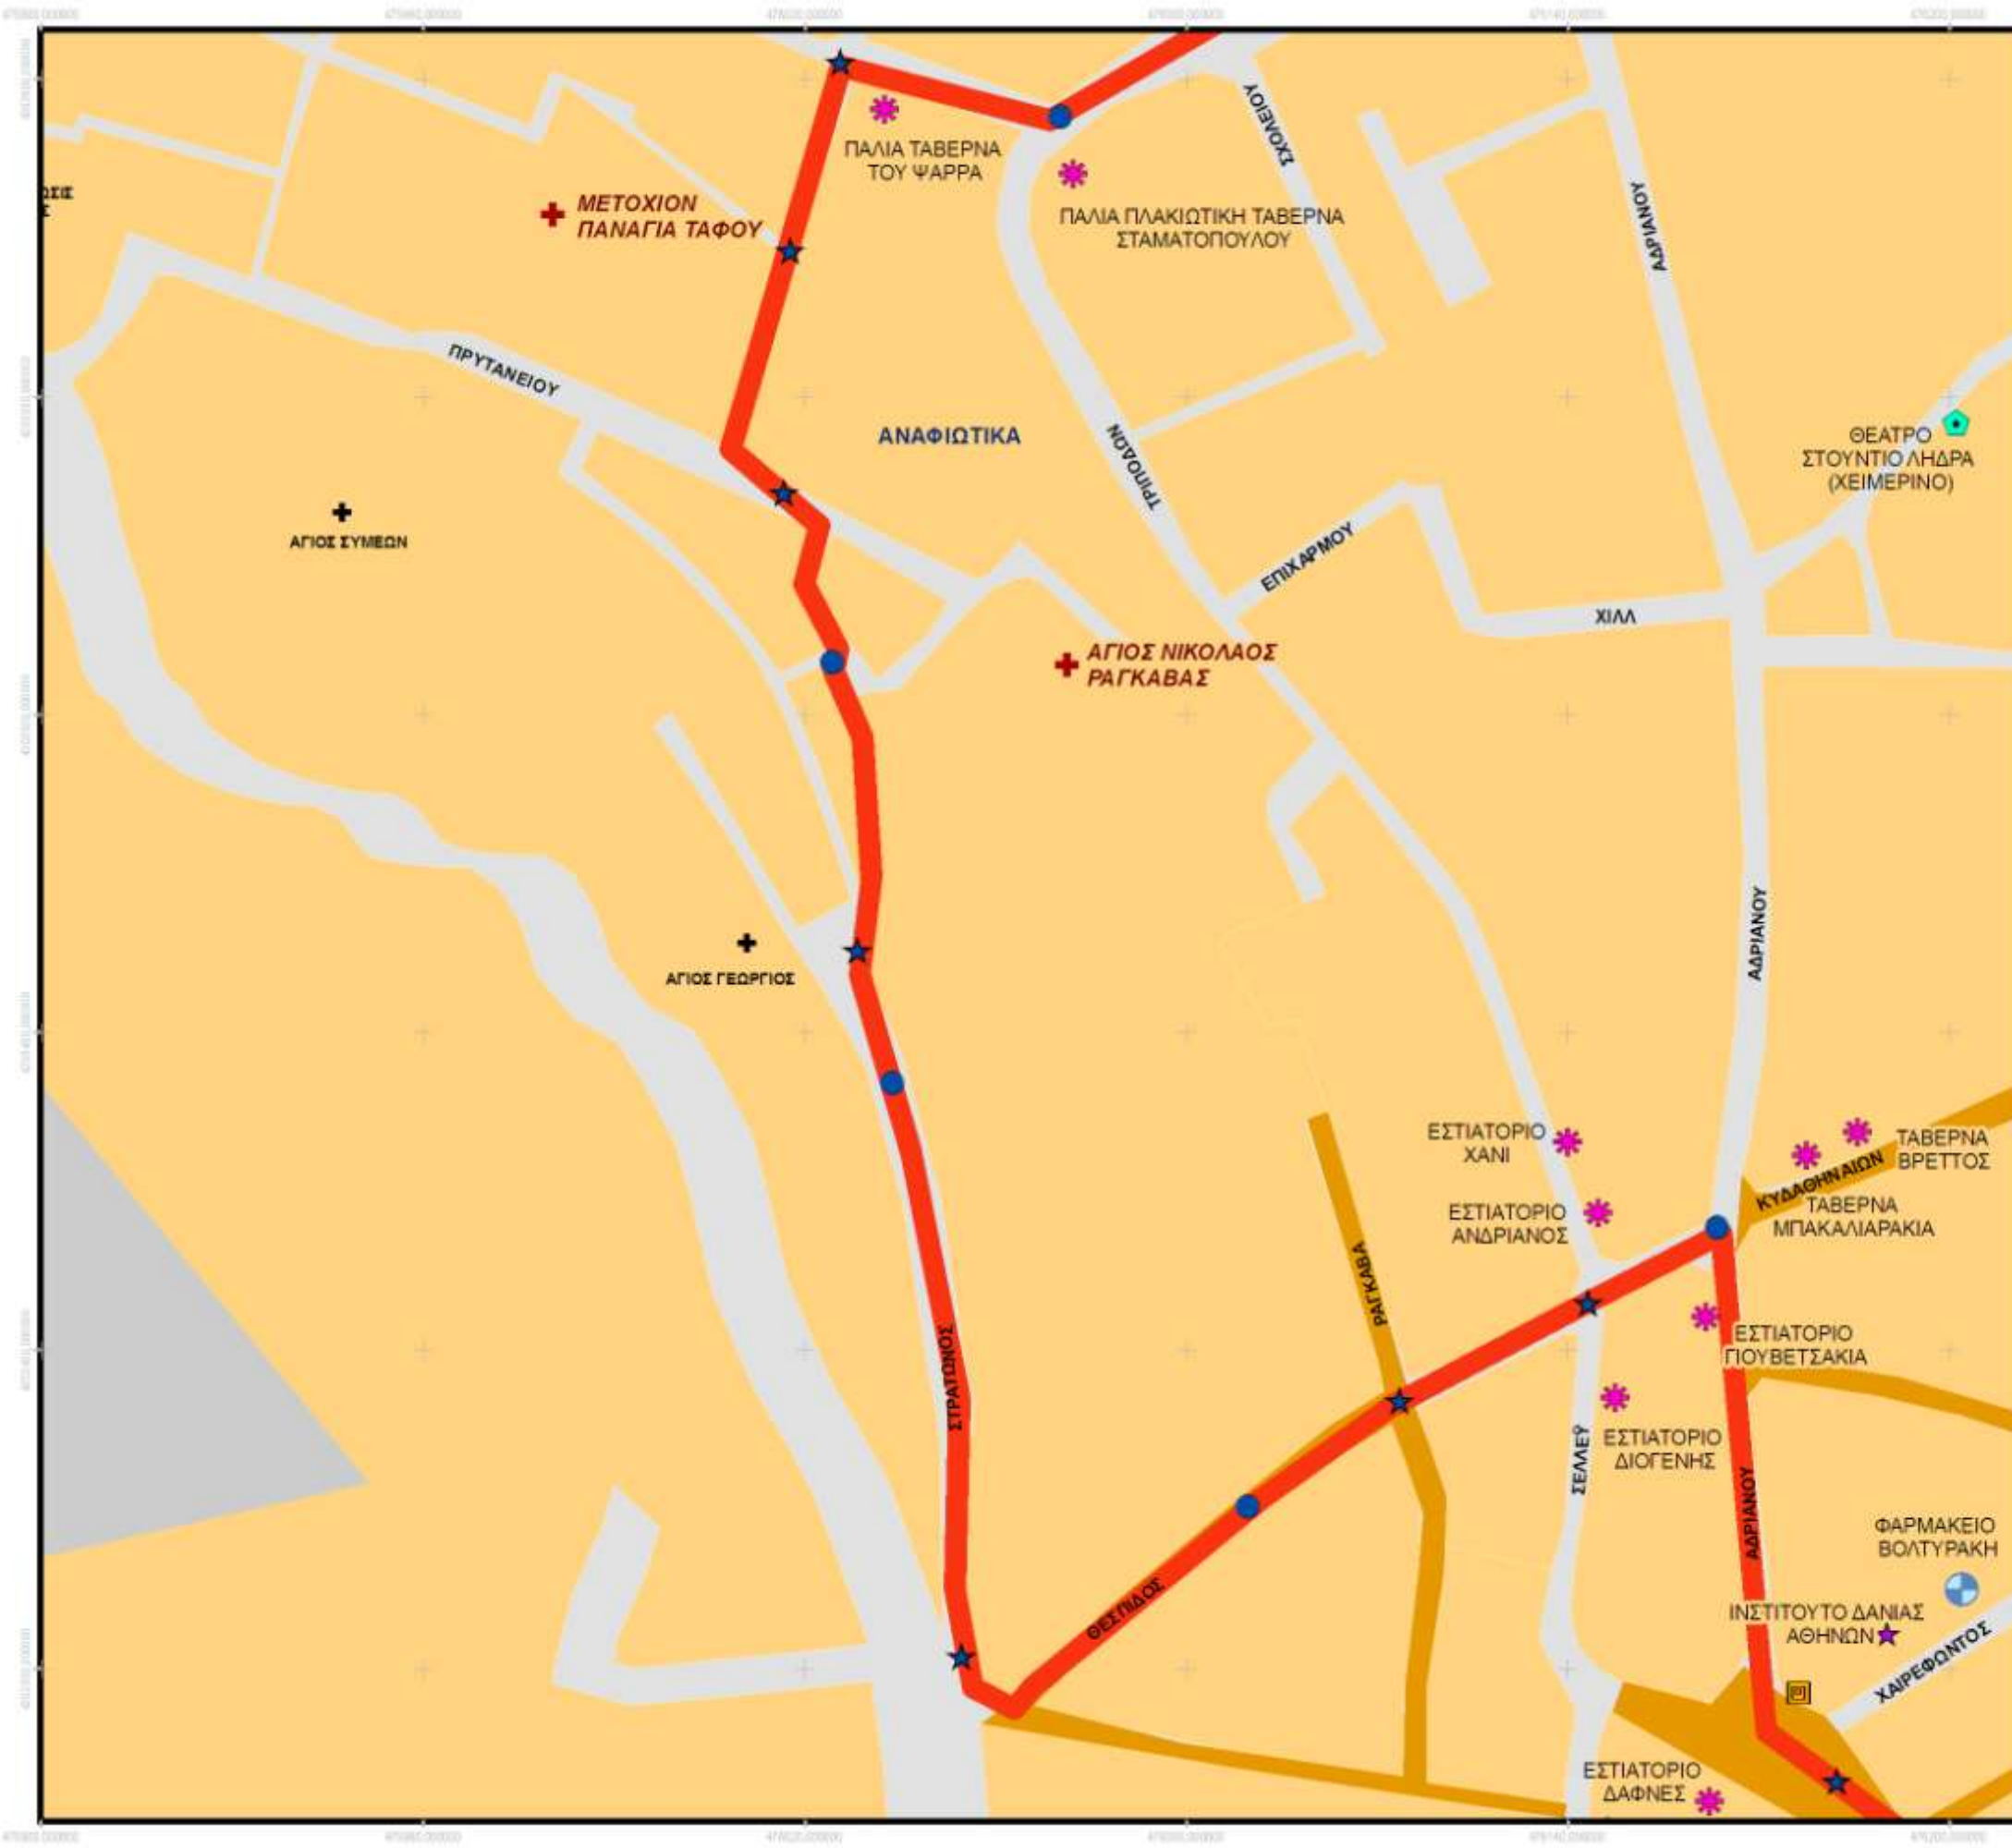 ΣΧΟΛΕΙΟΥ
ΠΑΛΙΑ ΤΑΒΕΡΝΑ
ΤΟΥ ΨΑΡΡΑ
ΜΕΤΟΧΙΟΝ
ΠΑΝΑΓΙΑ ΤΑΦΟΥ
ΠΑΛΙΑ ΠΛΑΚΙΩΤΙΚΗ ΤΑΒΕΡΝΑ
ΣΤΑΜΑΤΟΠΟΥΛΟΥ
ΑΔΡΙΑΝΟΥ
ΠΡΥΤΑΝΕΙΟΥ
ΑΝΑΦΙΩΤΙΚΑ
ΤΡΙΠΟΔΩΝ
ΘΕΑΤΡΟ
ΣΤΟΥΝΤΙΟ ΛΗΔΡΑ
(ΧΕΙΜΕΡΙΝΟ)
ΑΓΙΟΣ ΣΥΜΕΩΝ
ΕΠΙΧΑΡΜΟΥ
ΧΙΛΛ
ΑΓΙΟΣ ΝΙΚΟΛΑΟΣ
ΡΑΓΚΑΒΑΣ
ΑΔΡΙΑΝΟΥ
ΑΓΙΟΣ ΓΕΩΡΓΙΟΣ
ΕΣΤΙΑΤΟΡΙΟ
ΧΑΝΙ
ΤΑΒΕΡΝΑ
ΒΡΕΤΤΟΣ
ΚΥΔΑΘΗΝΑΙΩΝ
ΤΑΒΕΡΝΑ
ΜΠΑΚΑΛΙΑΡΑΚΙΑ
ΕΣΤΙΑΤΟΡΙΟ
ΑΝΔΡΙΑΝΟΣ
ΡΑΓΚΑΒΑ
ΕΣΤΙΑΤΟΡΙΟ
ΓΙΟΥΒΕΤΣΑΚΙΑ
ΣΤΡΑΤΩΝΟΣ
ΣΕΛΛΕΫ
ΕΣΤΙΑΤΟΡΙΟ
ΔΙΟΓΕΝΗΣ
ΑΔΡΙΑΝΟΥ
ΦΑΡΜΑΚΕΙΟ
ΒΟΛΤΥΡΑΚΗ
ΘΕΣΠΙΔΟΣ
ΙΝΣΤΙΤΟΥΤΟ ΔΑΝΙΑΣ
ΑΘΗΝΩΝ
ΧΑΙΡΕΦΩΝΤΟΣ
ΕΣΤΙΑΤΟΡΙΟ
ΔΑΦΝΕΣ